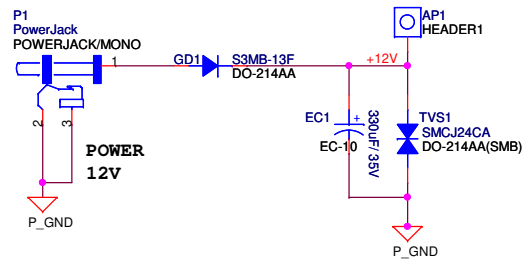 P1
PowerJack
POWERJACK/MONO
1
2
3
POWER
12V
P_GND
GD1
S3MB-13F
DO-214AA
+12V
AP1
HEADER1
EC1
+
EC-10
330uF/35V
TVS1
SMCJ24CA
DO-214AA(SMB)
P_GND